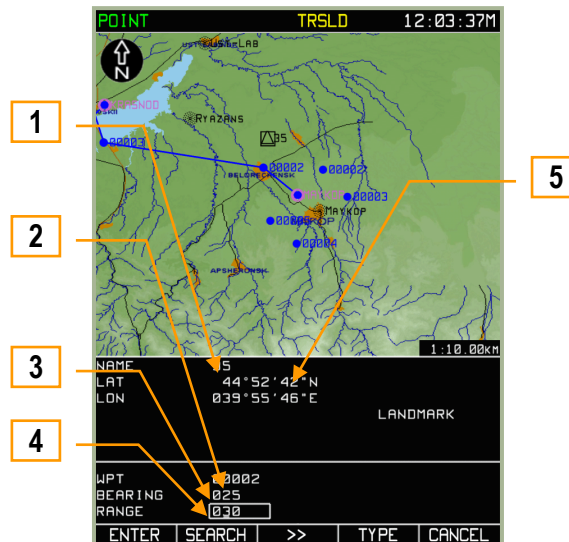 POINT TRSLD 12:03:37M
N
1
RYAZANS
35
00003
00002
00002
BELORECHENSK
5
00003
MAYKOP
2
00004
APSHERONSK
1:10.00KM
3
NAME
LAT 44°52'42"N
LON 039°55'46"E
LANDMARK
4
WPT 00002
BEARING 025
RANGE 030
ENTER SEARCH >> TYPE CANCEL